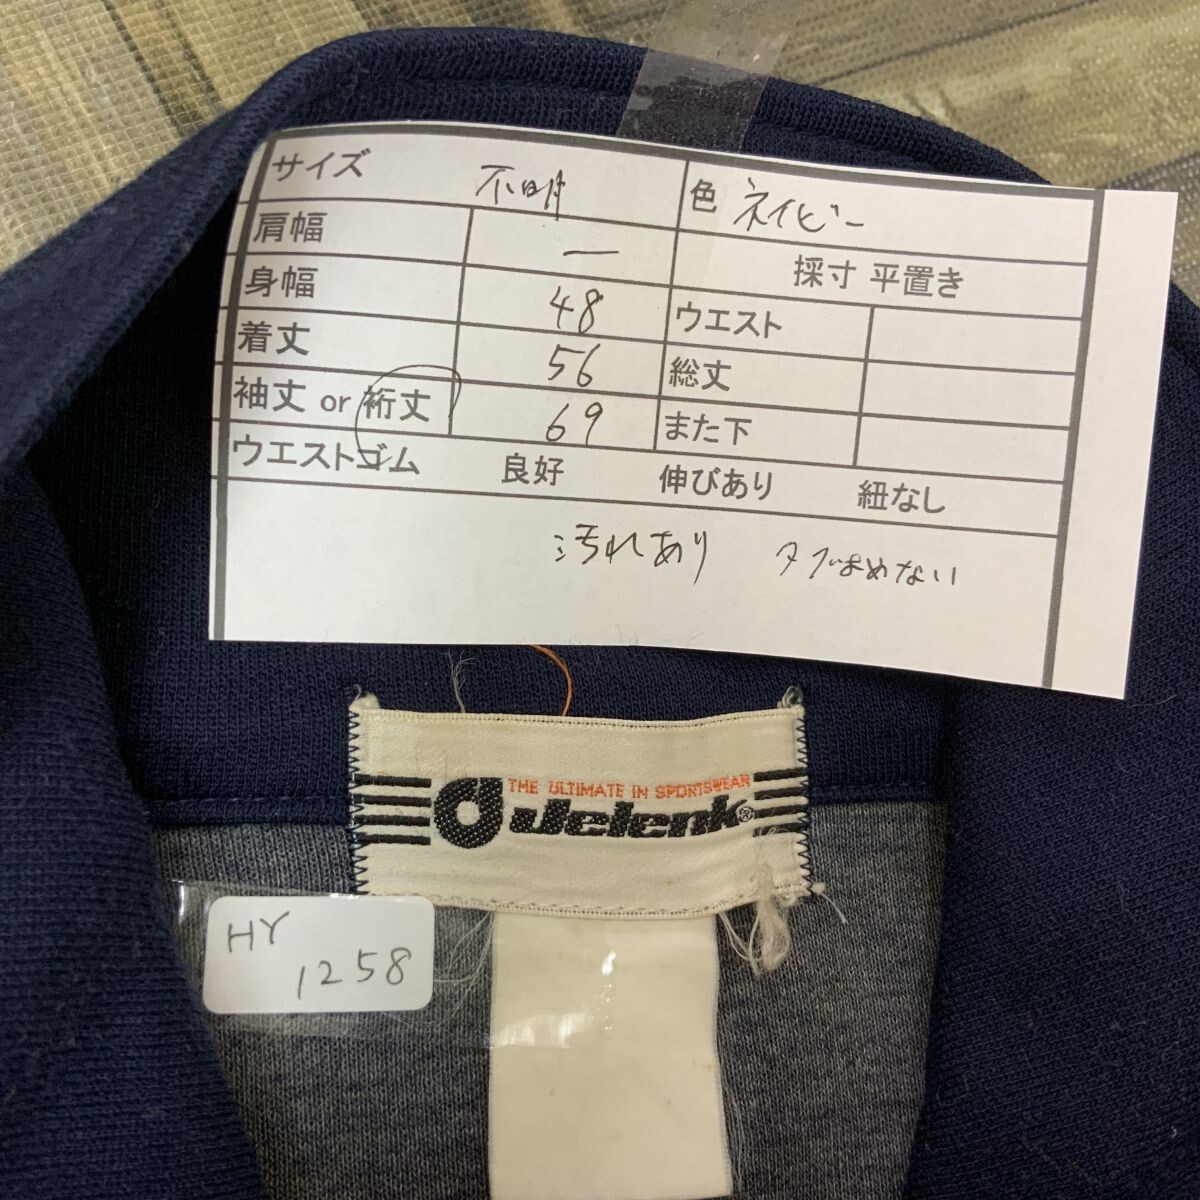 サイズ 不明 色 ネイビー
肩幅 — 採寸 平置き
身幅 48 ウエスト
着丈 56 総丈
袖丈 or 裄丈 69 また下
ウエストゴム 良好 伸びあり 紐なし
汚れあり タブよめない
THE ULTIMATE IN SPORTSWEAR
Jelenk®
HY
1258